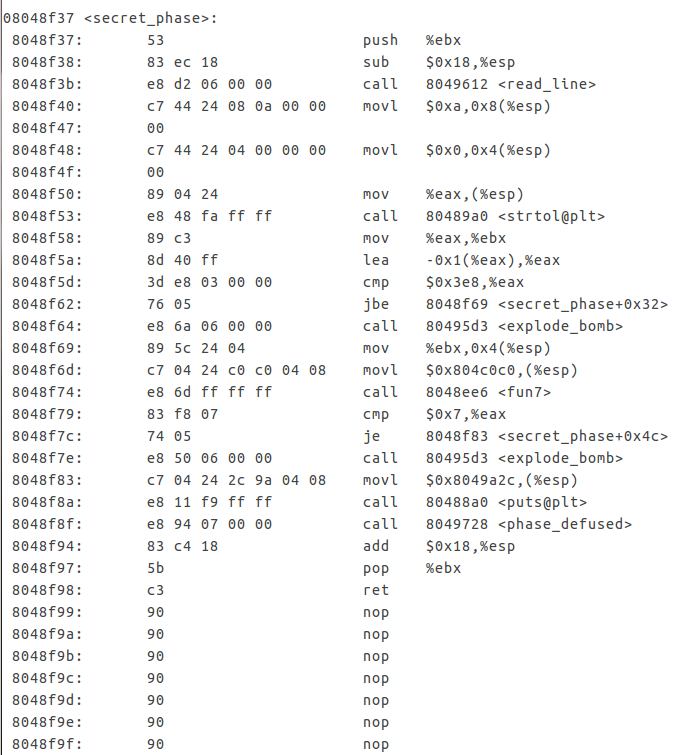 08048f37 <secret_phase>:
8048f37: 53 push %ebx
8048f38: 83 ec 18 sub $0x18,%esp
8048f3b: e8 d2 06 00 00 call 8049612 <read_line>
8048f40: c7 44 24 08 0a 00 00 movl $0xa,0x8(%esp)
8048f47: 00
8048f48: c7 44 24 04 00 00 00 movl $0x0,0x4(%esp)
8048f4f: 00
8048f50: 89 04 24 mov %eax,(%esp)
8048f53: e8 48 fa ff ff call 80489a0 <strtol@plt>
8048f58: 89 c3 mov %eax,%ebx
8048f5a: 8d 40 ff lea -0x1(%eax),%eax
8048f5d: 3d e8 03 00 00 cmp $0x3e8,%eax
8048f62: 76 05 jbe 8048f69 <secret_phase+0x32>
8048f64: e8 6a 06 00 00 call 80495d3 <explode_bomb>
8048f69: 89 5c 24 04 mov %ebx,0x4(%esp)
8048f6d: c7 04 24 c0 c0 04 08 movl $0x804c0c0,(%esp)
8048f74: e8 6d ff ff ff call 8048ee6 <fun7>
8048f79: 83 f8 07 cmp $0x7,%eax
8048f7c: 74 05 je 8048f83 <secret_phase+0x4c>
8048f7e: e8 50 06 00 00 call 80495d3 <explode_bomb>
8048f83: c7 04 24 2c 9a 04 08 movl $0x8049a2c,(%esp)
8048f8a: e8 11 f9 ff ff call 80488a0 <puts@plt>
8048f8f: e8 94 07 00 00 call 8049728 <phase_defused>
8048f94: 83 c4 18 add $0x18,%esp
8048f97: 5b pop %ebx
8048f98: c3 ret
8048f99: 90 nop
8048f9a: 90 nop
8048f9b: 90 nop
8048f9c: 90 nop
8048f9d: 90 nop
8048f9e: 90 nop
8048f9f: 90 nop